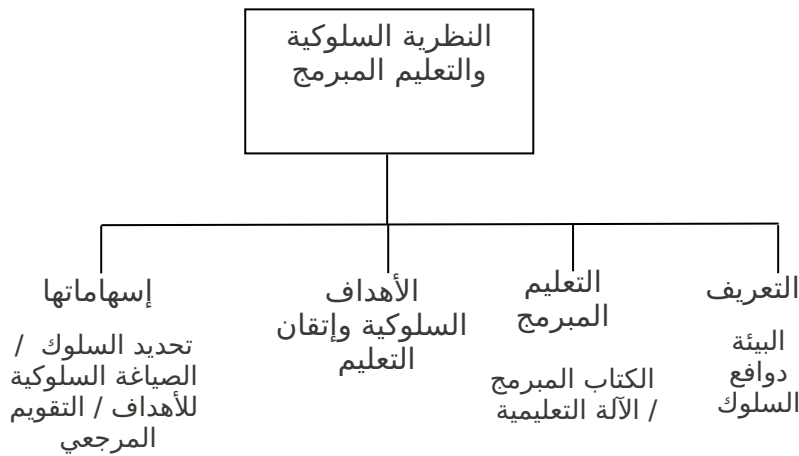 النظرية السلوكية
والتعليم المبرمج
التعريف
البيئة
دوافع
السلوك
التعليم
المبرمج
الكتاب المبرمج
/ الآلة التعليمية
الأهداف
السلوكية وإتقان
التعليم
إسهاماتها
تحديد السلوك /
الصياغة السلوكية
للأهداف / التقويم
المرجعي